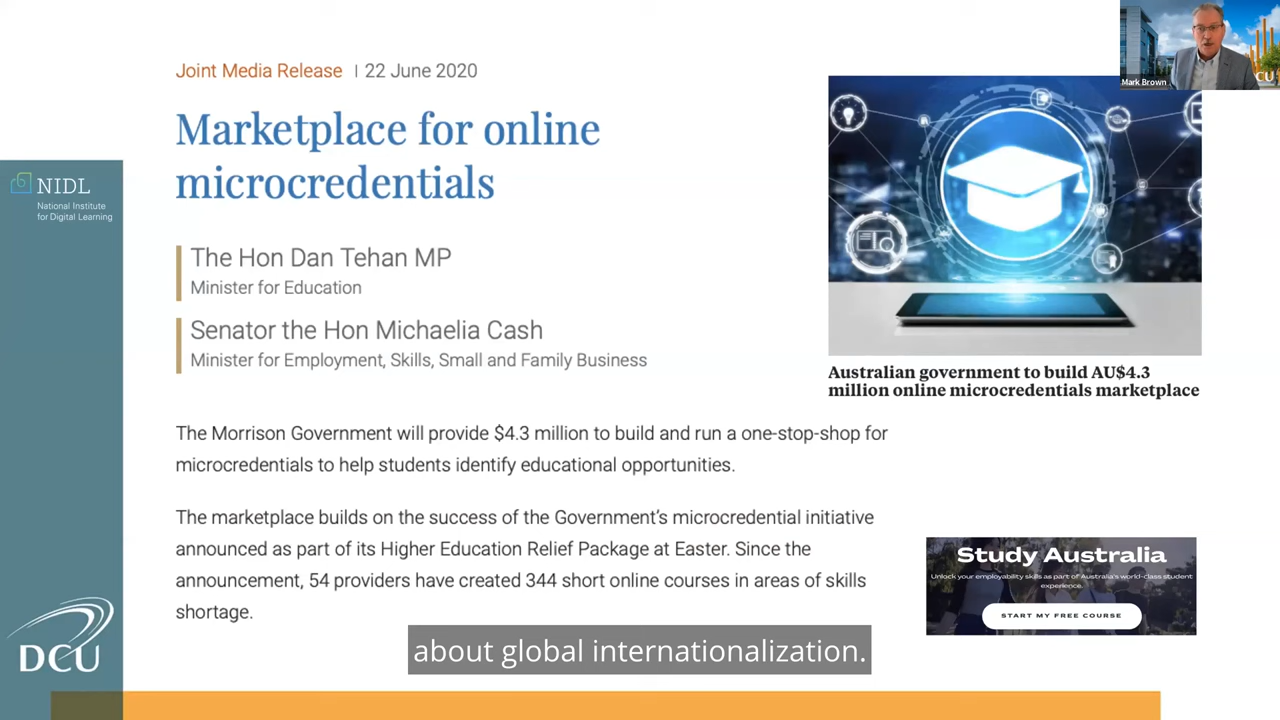 Joint Media Release | 22 June 2020
Marketplace for online
microcredentials
The Hon Dan Tehan MP
Minister for Education
Senator the Hon Michaelia Cash
Minister for Employment, Skills, Small and Family Business
The Morrison Government will provide $4.3 million to build and run a one-stop-shop for
microcredentials to help students identify educational opportunities.
The marketplace builds on the success of the Government’s microcredential initiative
announced as part of its Higher Education Relief Package at Easter. Since the
announcement, 54 providers have created 344 short online courses in areas of skills
shortage.
NIDL
National Institute
for Digital Learning
DCU
Mark Brown
CU
Australian government to build AU$4.3
million online microcredentials marketplace
Study Australia
Unlock your employability skills as part of Australia's world-class student
experience.
START MY FREE COURSE
about global internationalization.